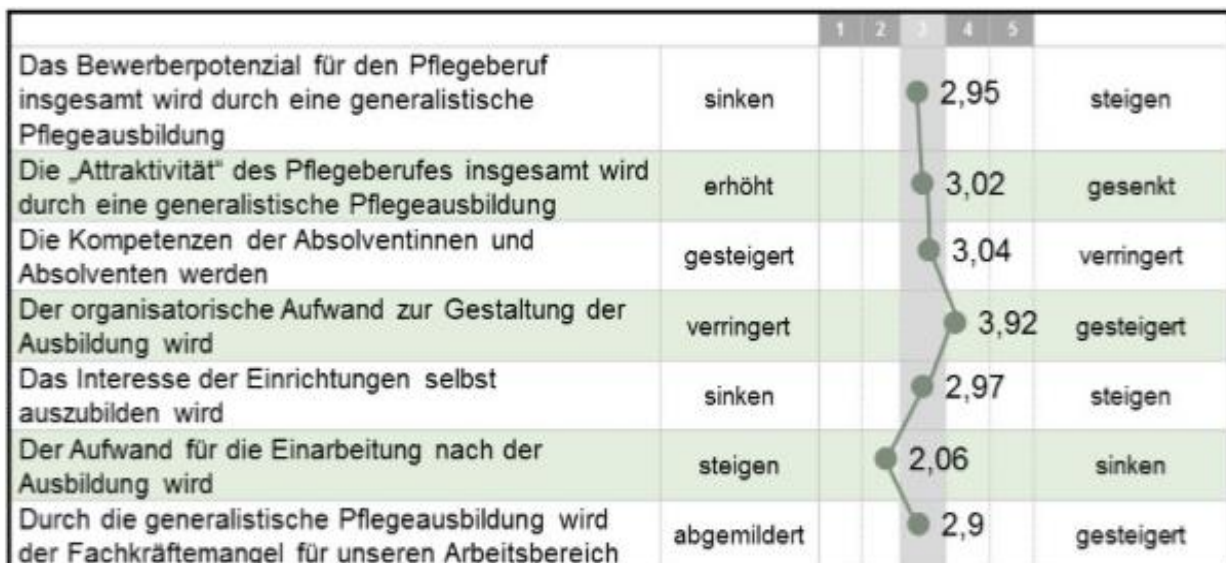 1 2 3 4 5
Das Bewerberpotenzial für den Pflegeberuf
insgesamt wird durch eine generalistische
Pflegeausbildung
sinken 2,95 steigen
Die „Attraktivität“ des Pflegeberufes insgesamt wird
durch eine generalistische Pflegeausbildung
erhöht 3,02 gesenkt
Die Kompetenzen der Absolventinnen und
Absolventen werden
gesteigert 3,04 verringert
Der organisatorische Aufwand zur Gestaltung der
Ausbildung wird
verringert 3,92 gesteigert
Das Interesse der Einrichtungen selbst
auszubilden wird
sinken 2,97 steigen
Der Aufwand für die Einarbeitung nach der
Ausbildung wird
steigen 2,06 sinken
Durch die generalistische Pflegeausbildung wird
der Fachkräftemangel für unseren Arbeitsbereich
abgemildert 2,9 gesteigert